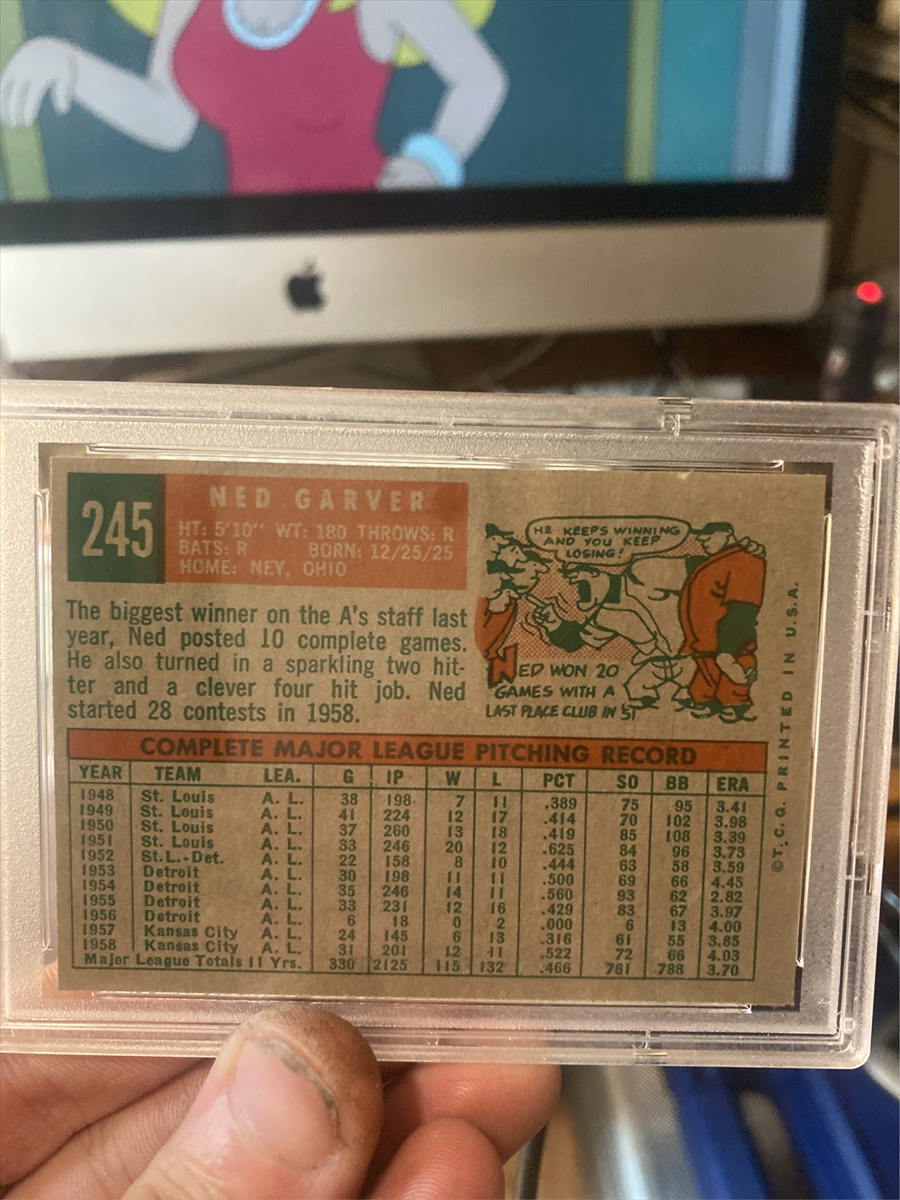 245
NED GARVER
HT: 5'10" WT: 180 THROWS: R
BATS: R BORN: 12/25/25
HOME: NEY, OHIO
The biggest winner on the A's staff last
year, Ned posted 10 complete games.
He also turned in a sparkling two hit-
ter and a clever four hit job. Ned
started 28 contests in 1958.
HE KEEPS WINNING
AND YOU KEEP
LOSING!
NED WON 20
GAMES WITH A
LAST PLACE CLUB IN '51
COMPLETE MAJOR LEAGUE PITCHING RECORD
YEAR TEAM LEA. G IP W L PCT SO BB ERA
1948 St. Louis A. L. 38 198 7 11 .389 75 95 3.41
1949 St. Louis A. L. 41 224 12 17 .414 70 102 3.98
1950 St. Louis A. L. 37 260 13 18 .419 85 108 3.39
1951 St. Louis A. L. 33 246 20 12 .625 84 96 3.73
1952 St.L.-Det. A. L. 22 158 8 10 .444 63 58 3.59
1953 Detroit A. L. 30 198 11 11 .500 69 66 4.45
1954 Detroit A. L. 35 246 14 11 .560 93 62 2.82
1955 Detroit A. L. 33 231 12 16 .429 83 67 3.97
1956 Detroit A. L. 6 18 0 2 .000 6 13 4.00
1957 Kansas City A. L. 24 145 6 13 .316 61 55 3.85
1958 Kansas City A. L. 31 201 12 11 .522 72 66 4.03
Major League Totals 11 Yrs. 330 2125 115 132 .466 761 788 3.70
©T.C.G. PRINTED IN U.S.A.